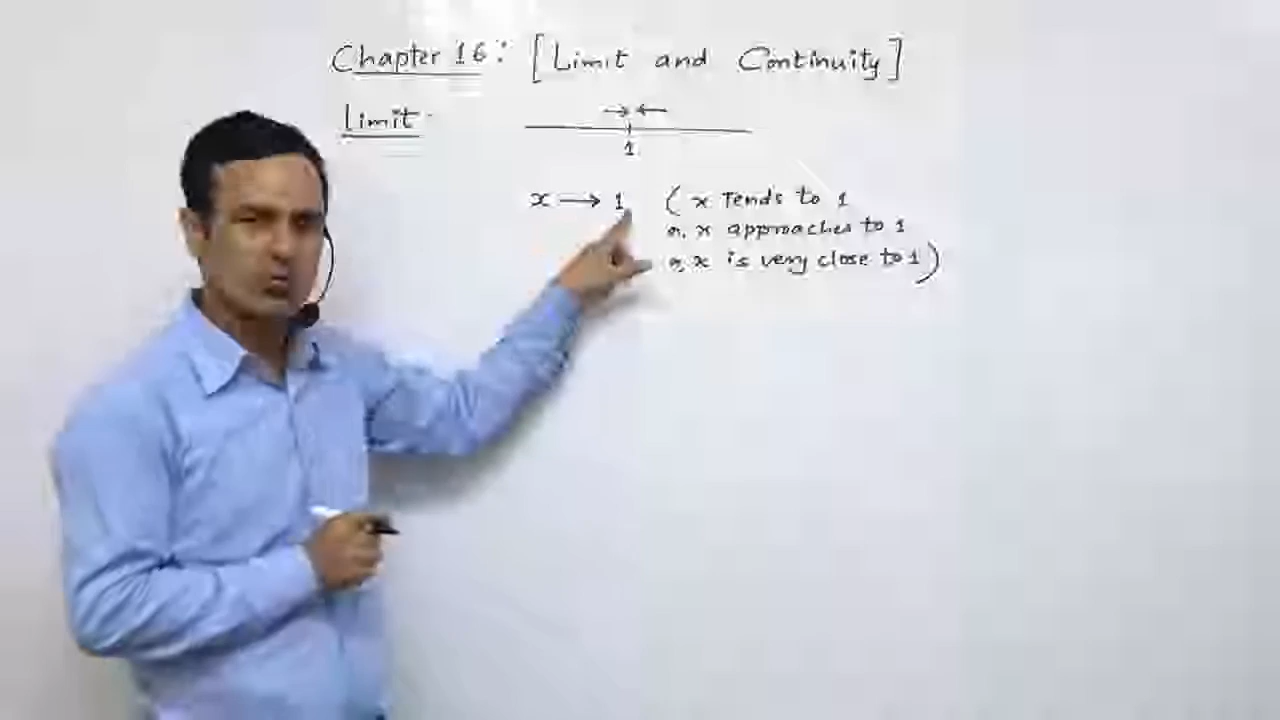 Chapter 16: [Limit and Continuity]
Limit:
1
x → 1 (x Tends to 1
or, x approaches to 1
or, x is very close to 1)